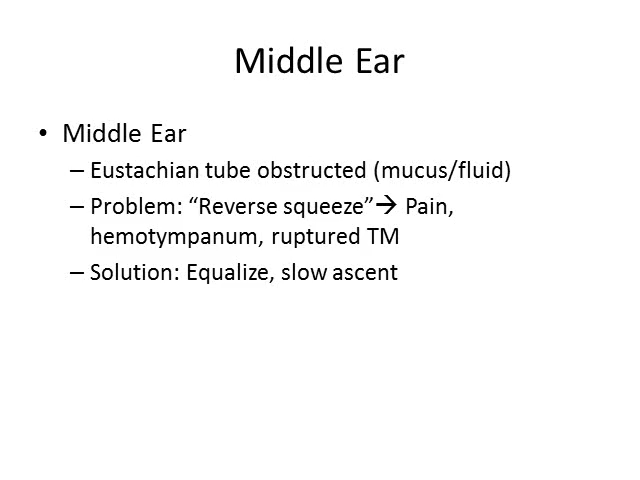 Middle Ear
• Middle Ear
– Eustachian tube obstructed (mucus/fluid)
– Problem: “Reverse squeeze”→ Pain,
hemotympanum, ruptured TM
– Solution: Equalize, slow ascent